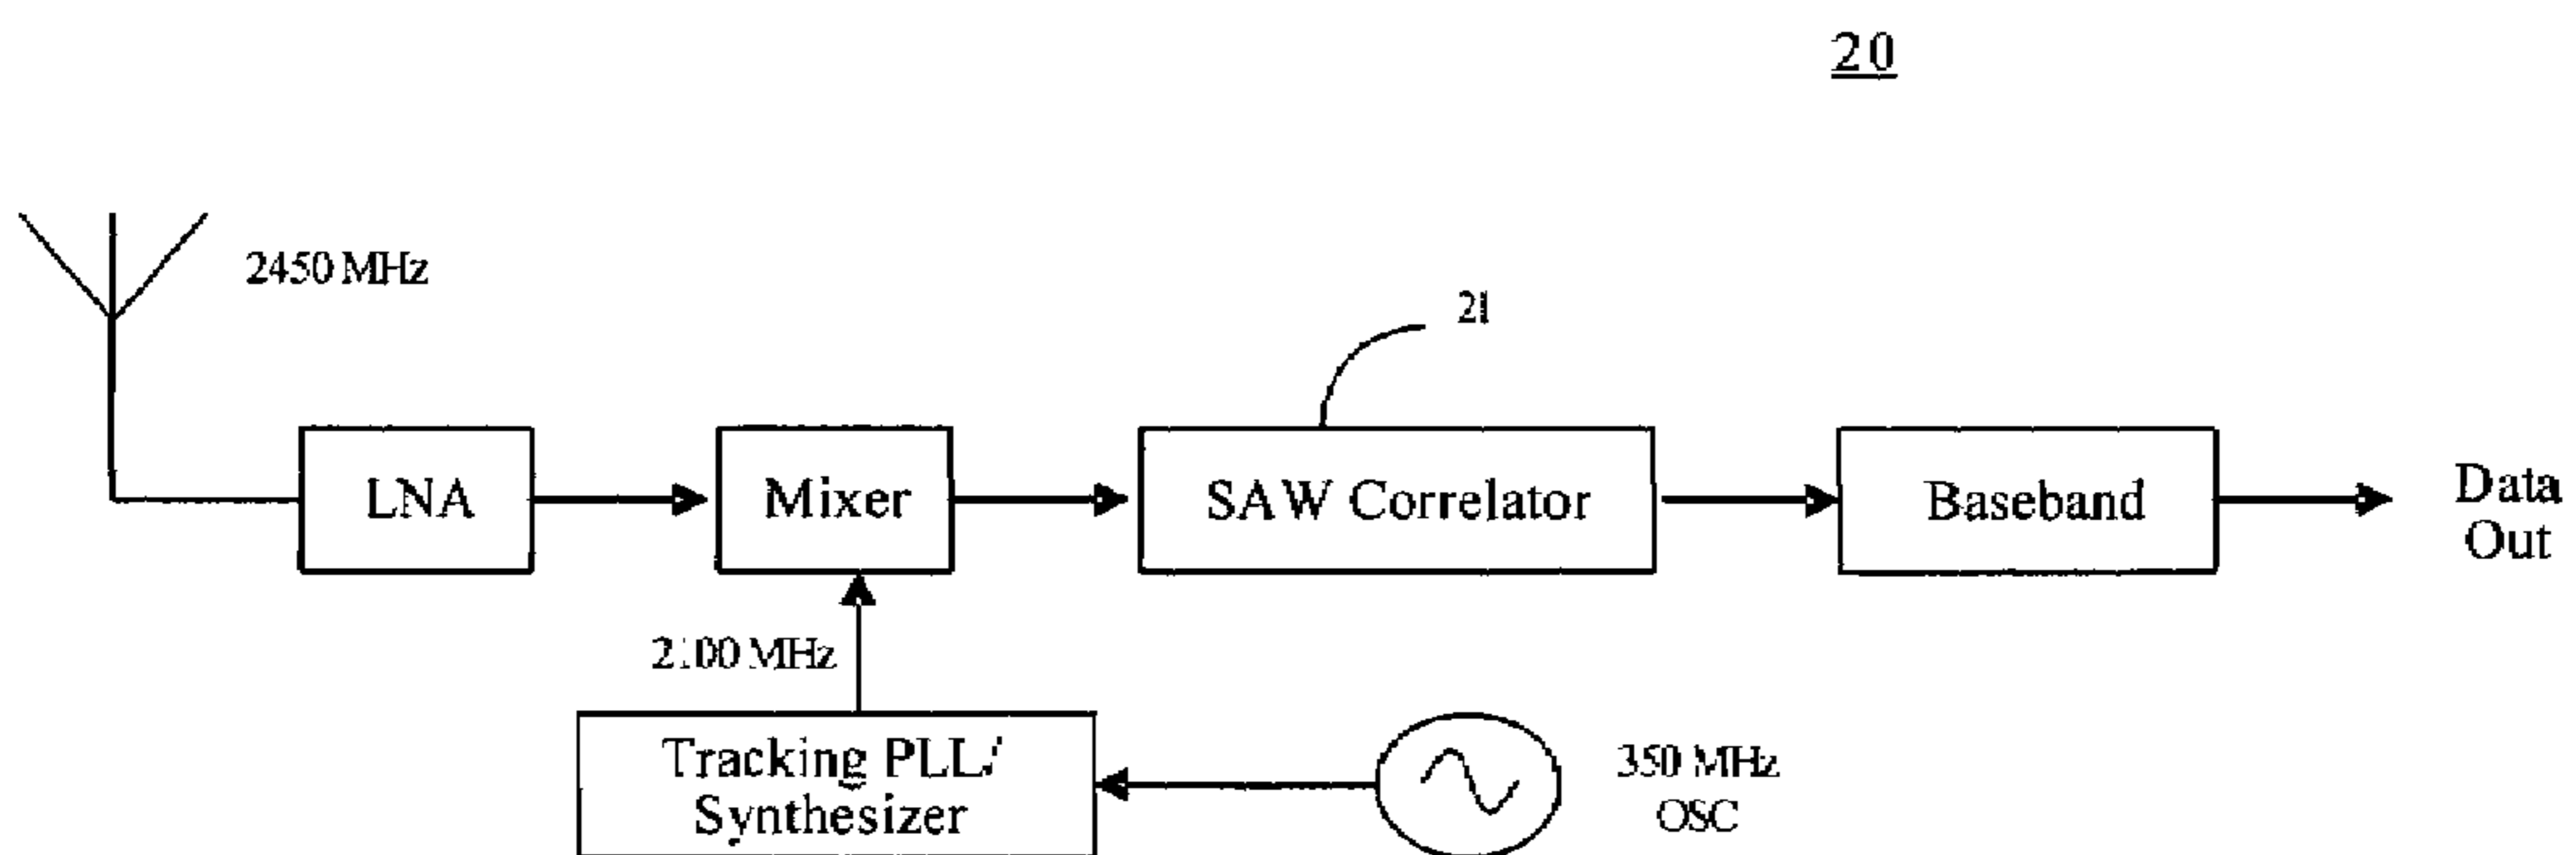 20
2450 MHz
21
LNA
Mixer
SAW Correlator
Baseband
Data
Out
2100 MHz
Tracking PLL/
Synthesizer
350 MHz
OSC